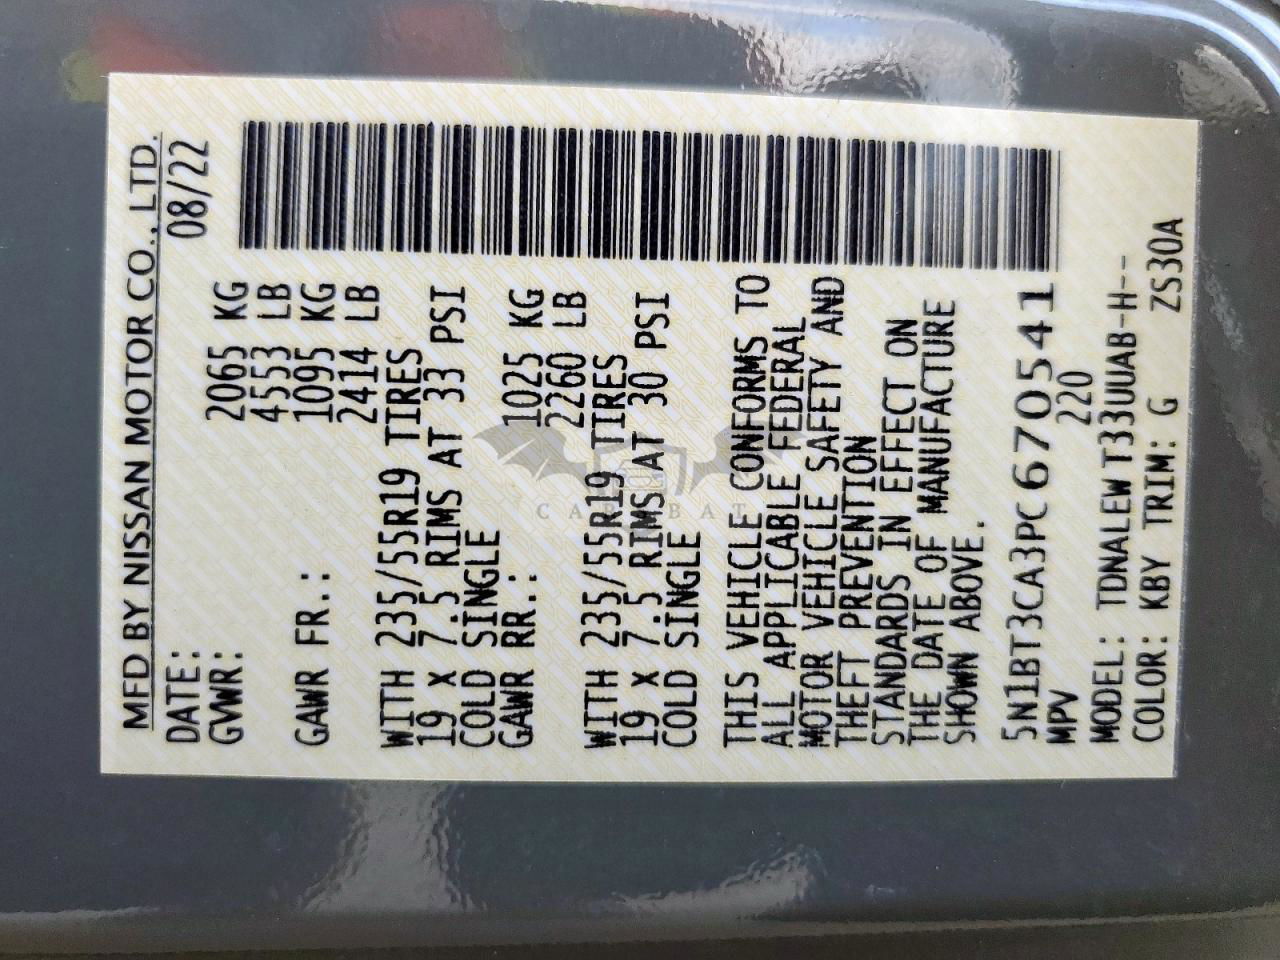 MFD BY NISSAN MOTOR CO., LTD.
DATE: 08/22
GVWR: 2065 KG
4553 LB
GAWR FR.: 1095 KG
2414 LB
WITH 235/55R19 TIRES
19 X 7.5 RIMS AT 33 PSI
COLD SINGLE
GAWR RR.: 1025 KG
2260 LB
WITH 235/55R19 TIRES
19 X 7.5 RIMS AT 30 PSI
COLD SINGLE
THIS VEHICLE CONFORMS TO
ALL APPLICABLE FEDERAL
MOTOR VEHICLE SAFETY AND
THEFT PREVENTION
STANDARDS IN EFFECT ON
THE DATE OF MANUFACTURE
SHOWN ABOVE.
5N1BT3CA3PC670541
MPV 220
MODEL: TDNALEW T33UUAB-H--
COLOR: KBY TRIM: G ZS30A